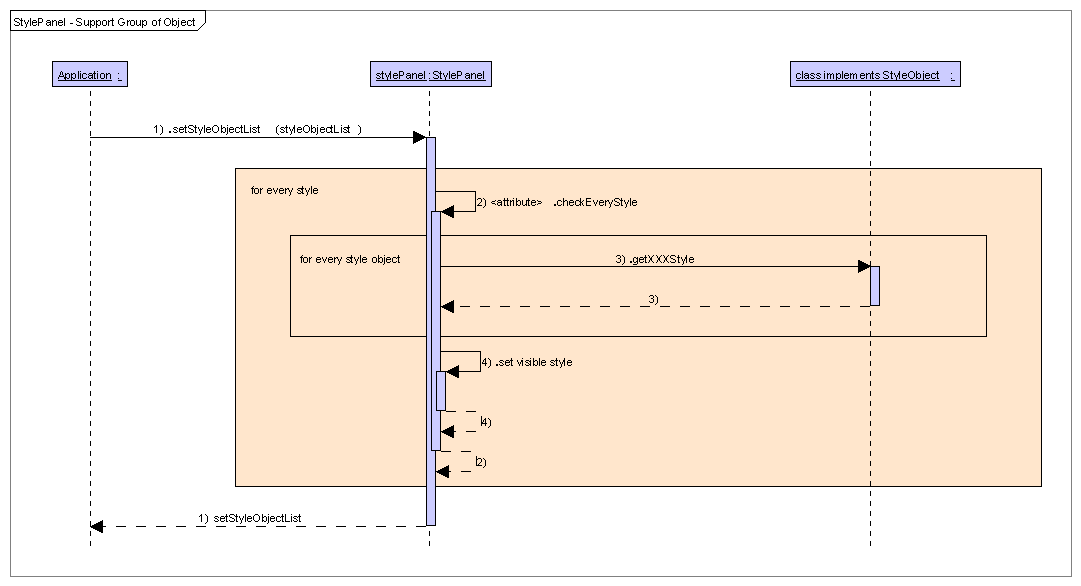 StylePanel - Support Group of Object
Application :
stylePanel:StylePanel
class implements StyleObject :
1) .setStyleObjectList (styleObjectList )
for every style
2) <attribute> .checkEveryStyle
for every style object
3) .getXXXStyle
3)
4) .set visible style
4)
2)
1) setStyleObjectList